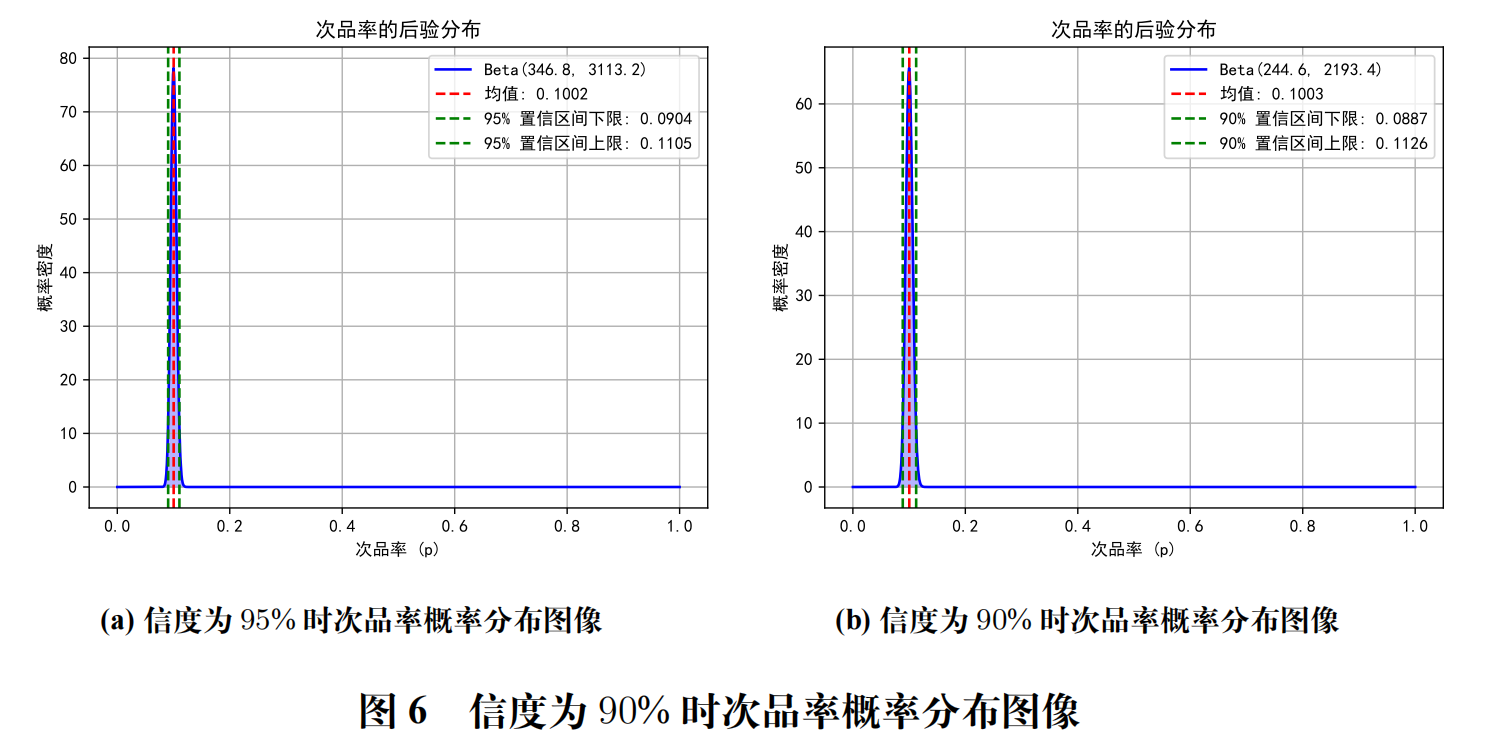 次品率的后验分布
Beta(346.8, 3113.2)
均值: 0.1002
95% 置信区间下限: 0.0904
95% 置信区间上限: 0.1105
概率密度
80
70
60
50
40
30
20
10
0
0.0 0.2 0.4 0.6 0.8 1.0
次品率 (p)
(a) 信度为 95% 时次品率概率分布图像
次品率的后验分布
Beta(244.6, 2193.4)
均值: 0.1003
90% 置信区间下限: 0.0887
90% 置信区间上限: 0.1126
概率密度
60
50
40
30
20
10
0
0.0 0.2 0.4 0.6 0.8 1.0
次品率 (p)
(b) 信度为 90% 时次品率概率分布图像
图 6 信度为 90% 时次品率概率分布图像